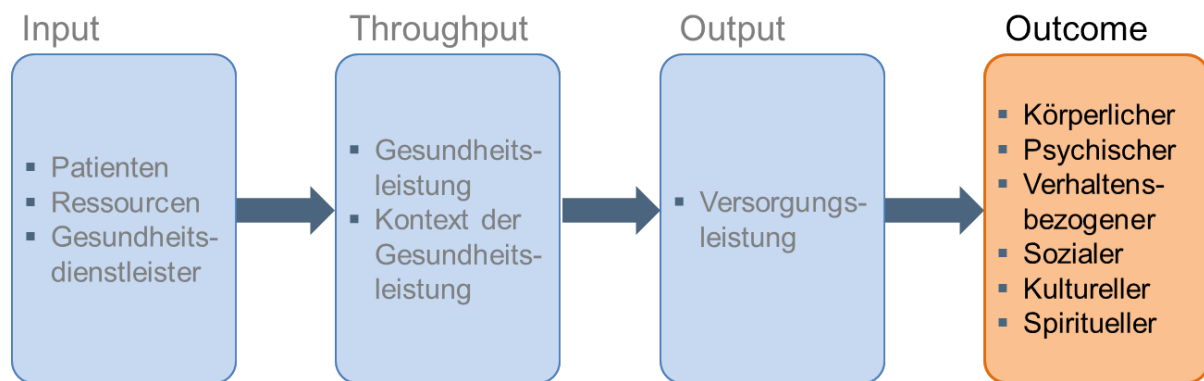 Input
Throughput
Output
Outcome
▪ Patienten
▪ Ressourcen
▪ Gesundheits-
dienstleister
▪ Gesundheits-
leistung
▪ Kontext der
Gesundheits-
leistung
▪ Versorgungs-
leistung
▪ Körperlicher
▪ Psychischer
▪ Verhaltens-
bezogener
▪ Sozialer
▪ Kultureller
▪ Spiritueller